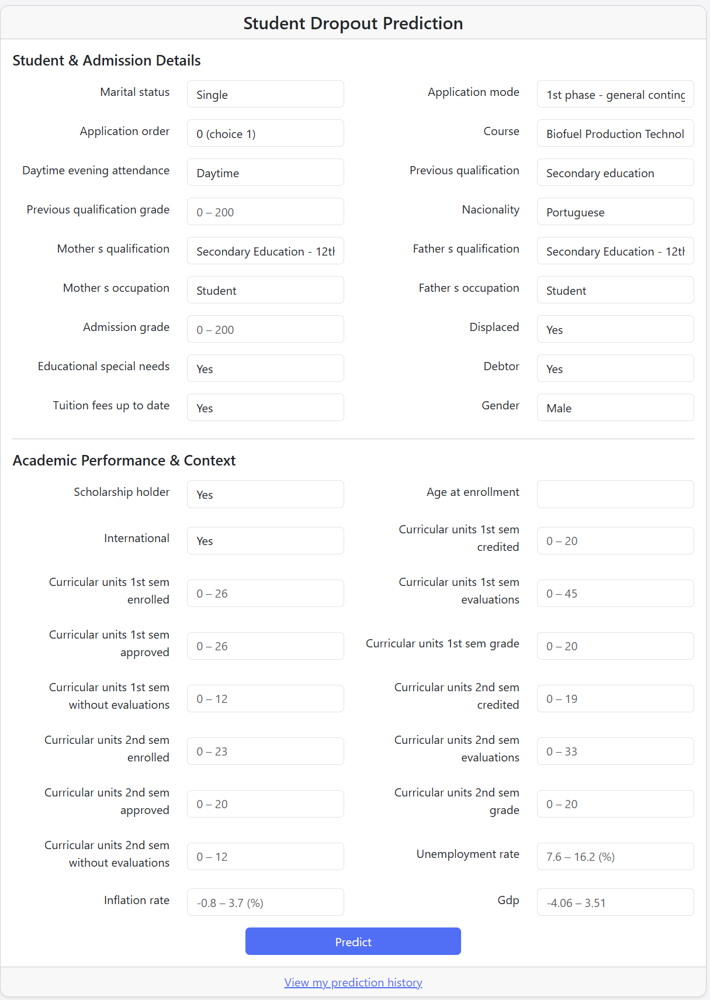 Student Dropout Prediction
Student & Admission Details
Marital status
Single
Application mode
1st phase - general conting
Application order
0 (choice 1)
Course
Biofuel Production Technol
Daytime evening attendance
Daytime
Previous qualification
Secondary education
Previous qualification grade
0 – 200
Nacionality
Portuguese
Mother s qualification
Secondary Education - 12th
Father s qualification
Secondary Education - 12th
Mother s occupation
Student
Father s occupation
Student
Admission grade
0 – 200
Displaced
Yes
Educational special needs
Yes
Debtor
Yes
Tuition fees up to date
Yes
Gender
Male
Academic Performance & Context
Scholarship holder
Yes
Age at enrollment
International
Yes
Curricular units 1st sem
credited
0 – 20
Curricular units 1st sem
enrolled
0 – 26
Curricular units 1st sem
evaluations
0 – 45
Curricular units 1st sem
approved
0 – 26
Curricular units 1st sem grade
0 – 20
Curricular units 1st sem
without evaluations
0 – 12
Curricular units 2nd sem
credited
0 – 19
Curricular units 2nd sem
enrolled
0 – 23
Curricular units 2nd sem
evaluations
0 – 33
Curricular units 2nd sem
approved
0 – 20
Curricular units 2nd sem
grade
0 – 20
Curricular units 2nd sem
without evaluations
0 – 12
Unemployment rate
7.6 – 16.2 (%)
Inflation rate
-0.8 – 3.7 (%)
Gdp
-4.06 – 3.51
Predict
View my prediction history